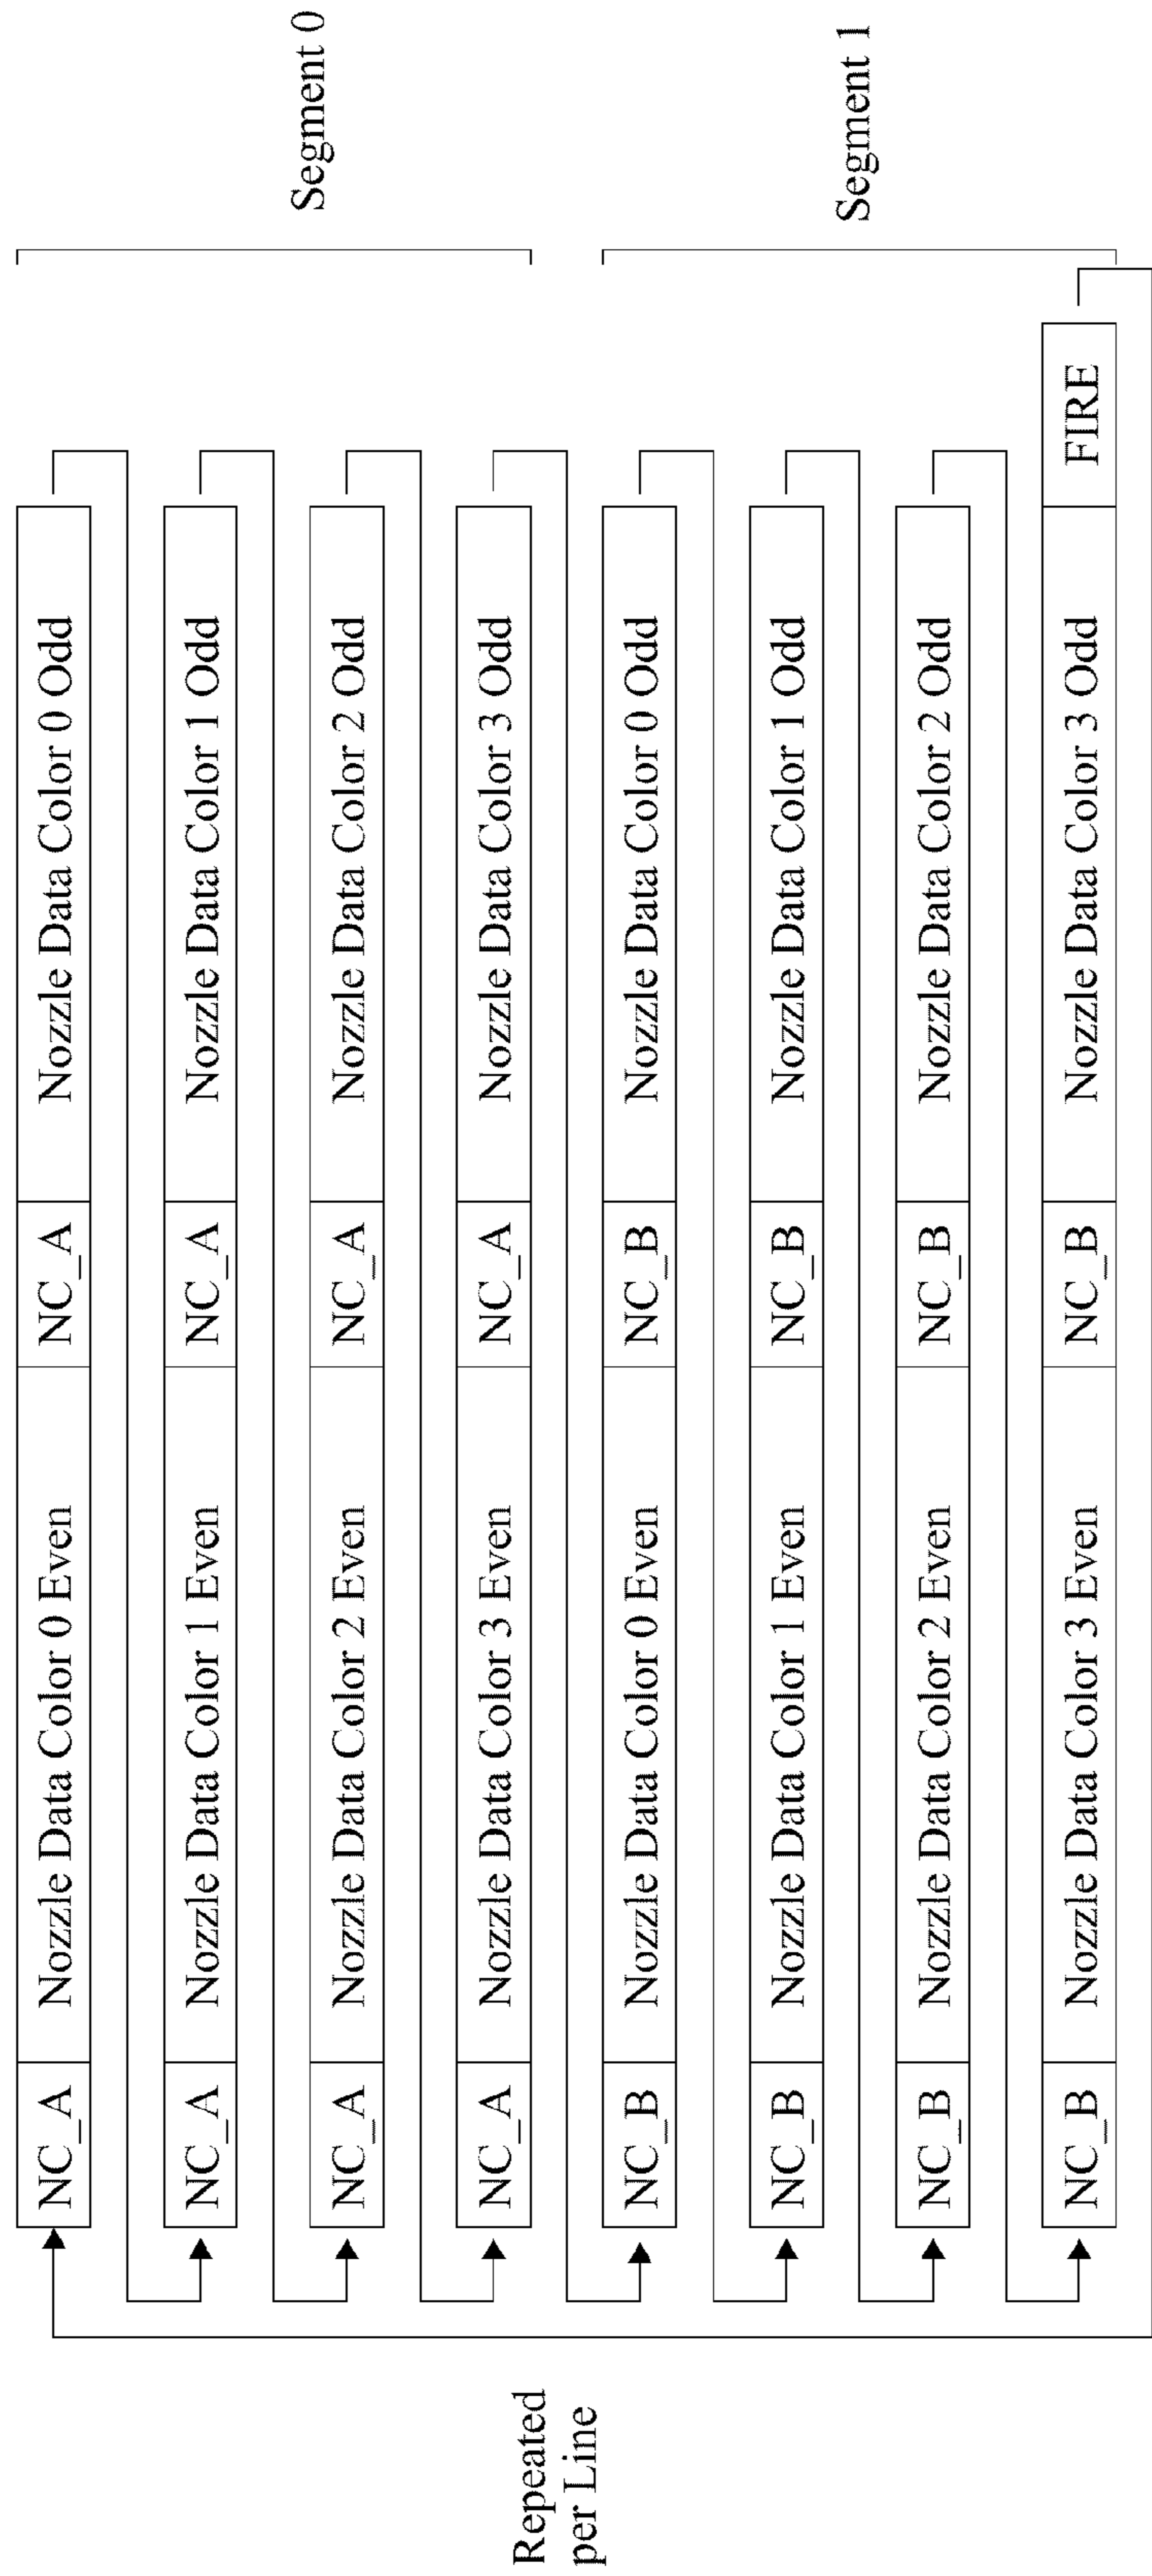 NC_A Nozzle Data Color 0 Even NC_A Nozzle Data Color 0 Odd
NC_A Nozzle Data Color 1 Even NC_A Nozzle Data Color 1 Odd
NC_A Nozzle Data Color 2 Even NC_A Nozzle Data Color 2 Odd
NC_A Nozzle Data Color 3 Even NC_A Nozzle Data Color 3 Odd
Segment 0
Repeated
per Line
NC_B Nozzle Data Color 0 Even NC_B Nozzle Data Color 0 Odd
NC_B Nozzle Data Color 1 Even NC_B Nozzle Data Color 1 Odd
NC_B Nozzle Data Color 2 Even NC_B Nozzle Data Color 2 Odd
NC_B Nozzle Data Color 3 Even NC_B Nozzle Data Color 3 Odd FIRE
Segment 1